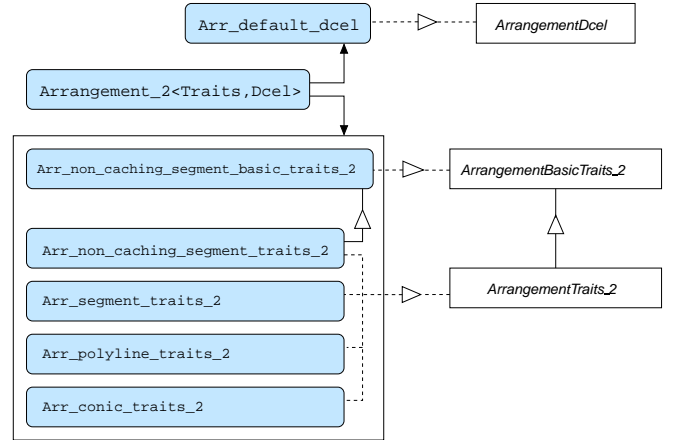 Arr_default_dcel
ArrangementDcel
Arrangement_2<Traits,Dcel>
Arr_non_caching_segment_basic_traits_2
ArrangementBasicTraits_2
Arr_non_caching_segment_traits_2
Arr_segment_traits_2
ArrangementTraits_2
Arr_polyline_traits_2
Arr_conic_traits_2